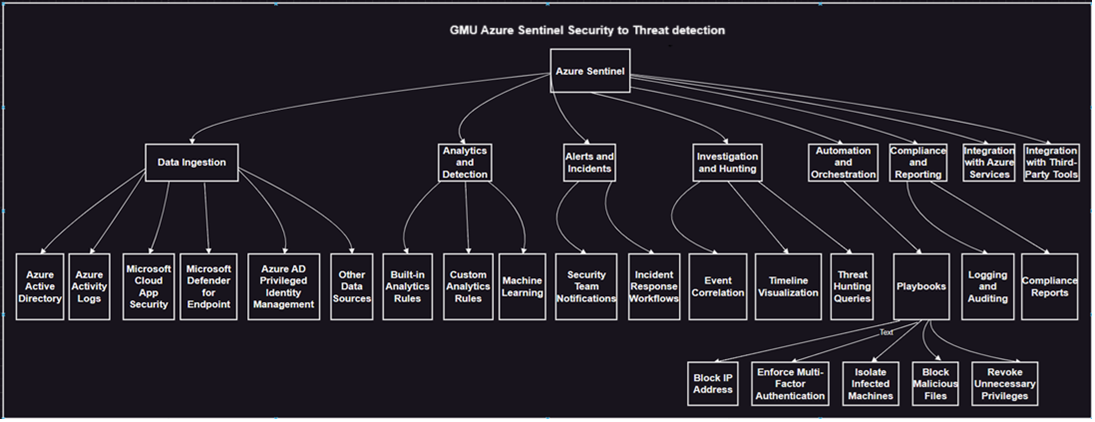 GMU Azure Sentinel Security to Threat detection
Azure Sentinel
Data Ingestion
Analytics
and
Detection
Alerts and
Incidents
Investigation
and Hunting
Automation
and
Orchestration
Compliance
and
Reporting
Integration
with Azure
Services
Integration
with Third-
Party Tools
Azure
Active
Directory
Azure
Activity
Logs
Microsoft
Cloud
App
Security
Microsoft
Defender
for
Endpoint
Azure AD
Privileged
Identity
Management
Other
Data
Sources
Built-in
Analytics
Rules
Custom
Analytics
Rules
Machine
Learning
Security
Team
Notifications
Incident
Response
Workflows
Event
Correlation
Timeline
Visualization
Threat
Hunting
Queries
Playbooks
Logging
and
Auditing
Compliance
Reports
Text
Block IP
Address
Enforce Multi-
Factor
Authentication
Isolate
Infected
Machines
Block
Malicious
Files
Revoke
Unnecessary
Privileges